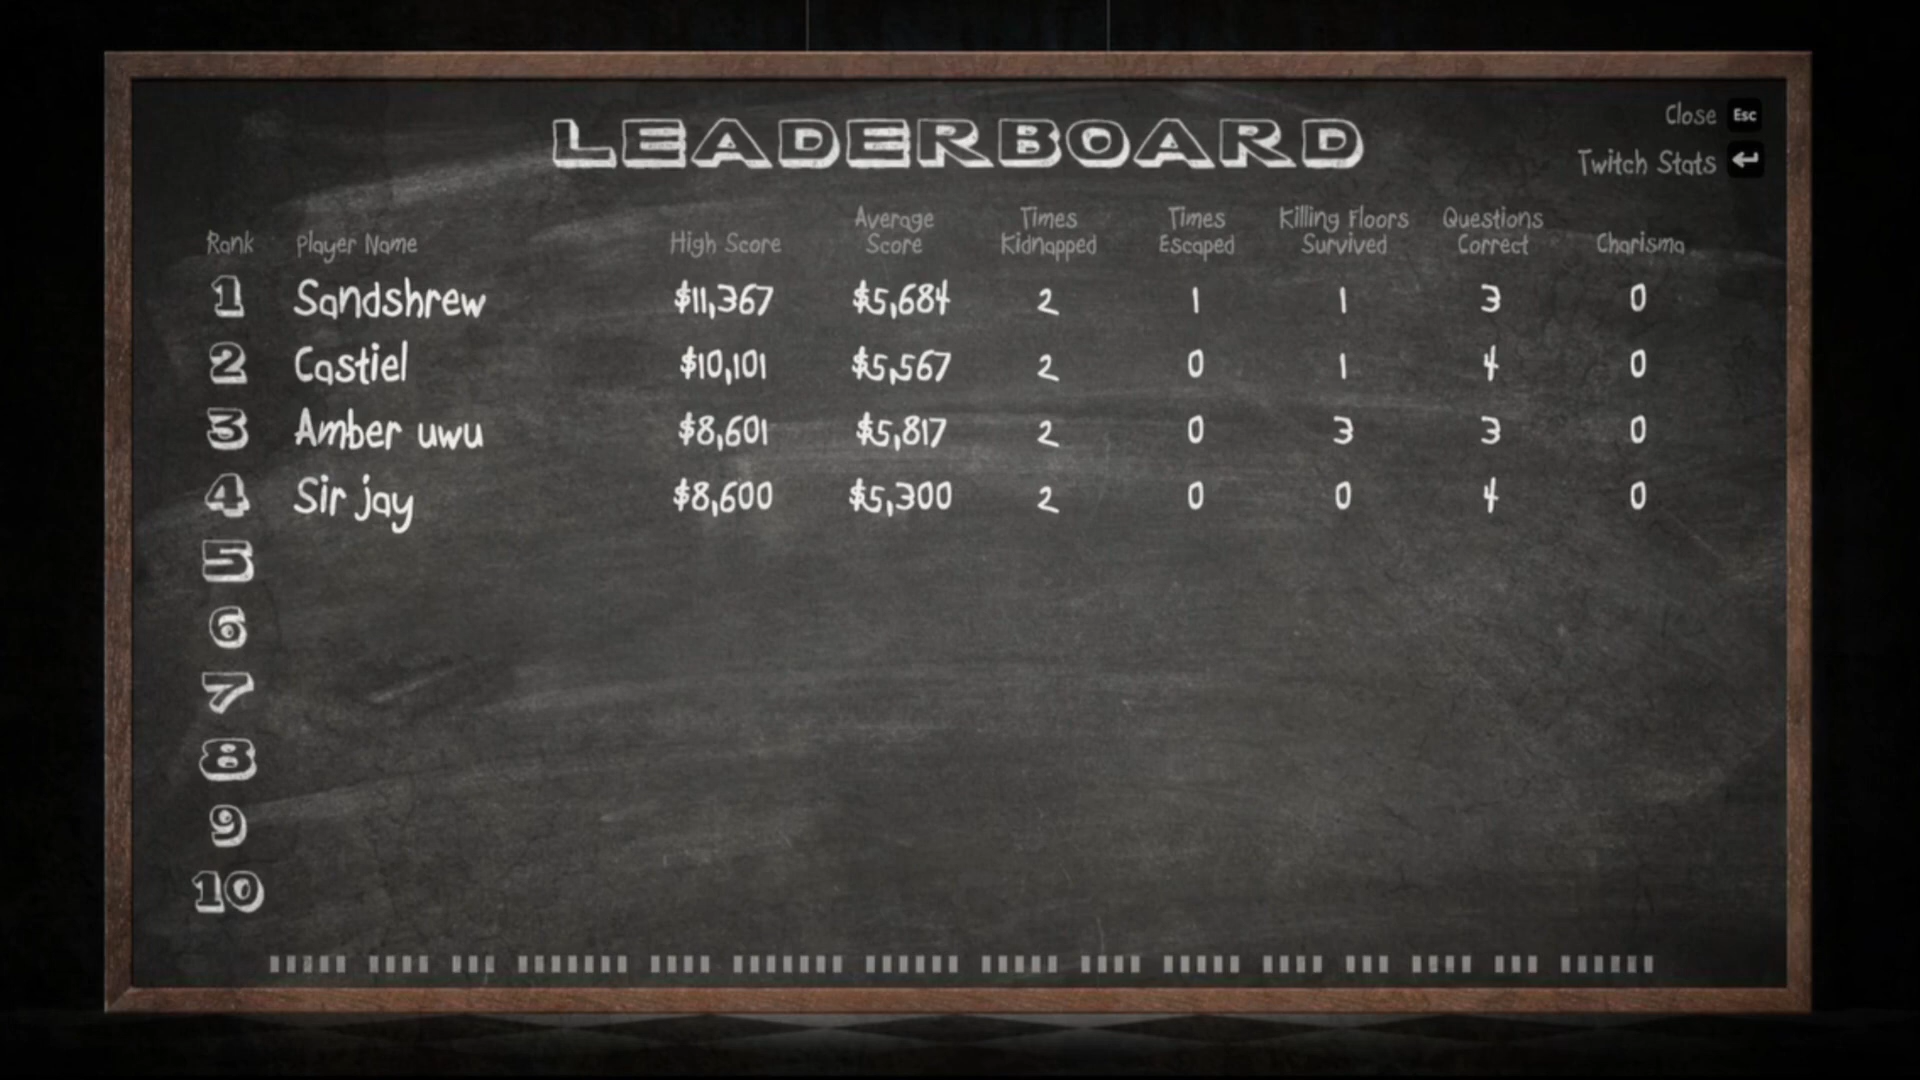 LEADERBOARD
Close Esc
Twitch Stats
Rank Player Name High Score Average Score Times Kidnapped Times Escaped Killing Floors Survived Questions Correct Charisma
1 Sandshrew $11,367 $5,684 2 1 1 3 0
2 Castiel $10,101 $5,567 2 0 1 4 0
3 Amber uwu $8,601 $5,817 2 0 3 3 0
4 Sir jay $8,600 $5,300 2 0 0 4 0
5
6
7
8
9
10